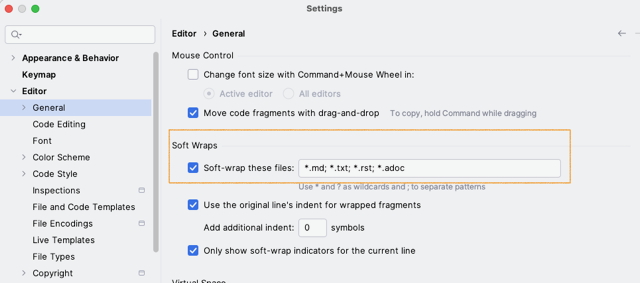 Settings
Appearance & Behavior
Keymap
Editor
General
Code Editing
Font
Color Scheme
Code Style
Inspections
File and Code Templates
File Encodings
Live Templates
File Types
Copyright
Editor › General
Mouse Control
Change font size with Command+Mouse Wheel in:
Active editor All editors
Move code fragments with drag-and-drop To copy, hold Command while dragging
Soft Wraps
Soft-wrap these files: *.md; *.txt; *.rst; *.adoc
Use * and ? as wildcards and ; to separate patterns
Use the original line's indent for wrapped fragments
Add additional indent: 0 symbols
Only show soft-wrap indicators for the current line
Virtual Space